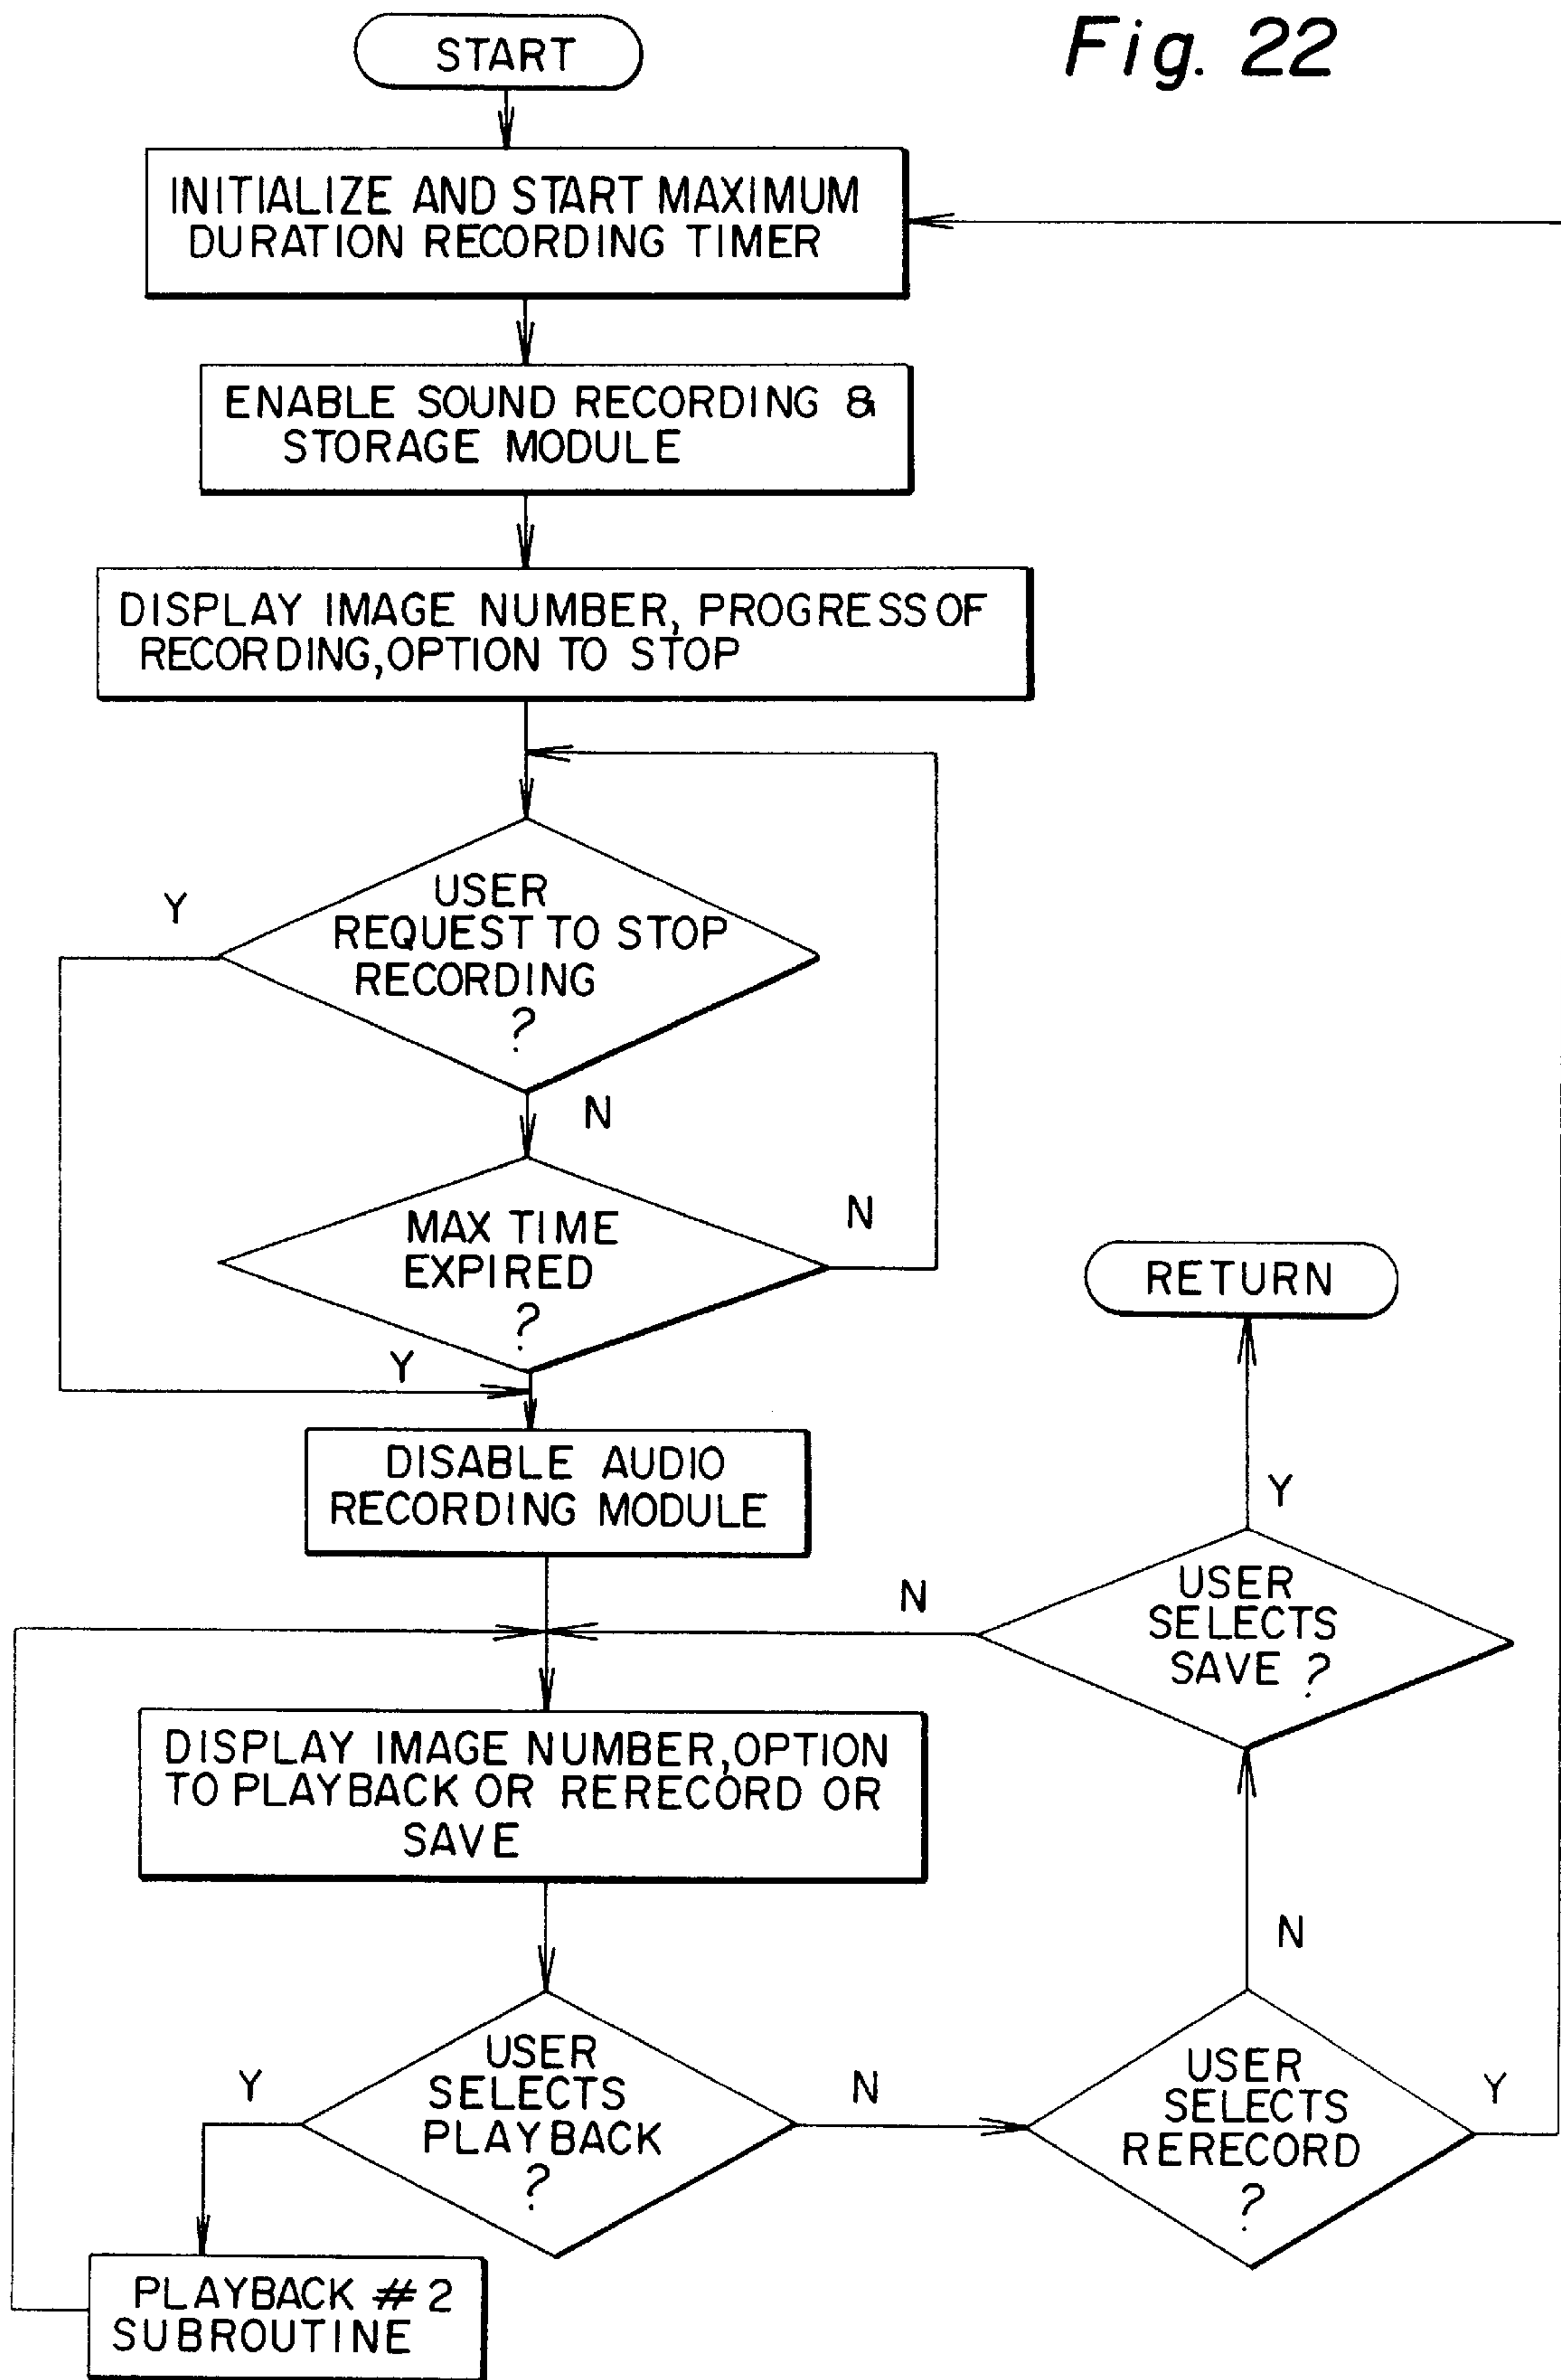 Fig. 22
START
INITIALIZE AND START MAXIMUM
DURATION RECORDING TIMER
ENABLE SOUND RECORDING &
STORAGE MODULE
DISPLAY IMAGE NUMBER, PROGRESS OF
RECORDING, OPTION TO STOP
Y
USER
REQUEST TO STOP
RECORDING
?
N
MAX TIME
EXPIRED
?
N
Y
DISABLE AUDIO
RECORDING MODULE
DISPLAY IMAGE NUMBER, OPTION
TO PLAYBACK OR RERECORD OR
SAVE
Y
USER
SELECTS
PLAYBACK
?
N
PLAYBACK #2
SUBROUTINE
USER
SELECTS
RERECORD
?
Y
N
USER
SELECTS
SAVE ?
N
Y
RETURN